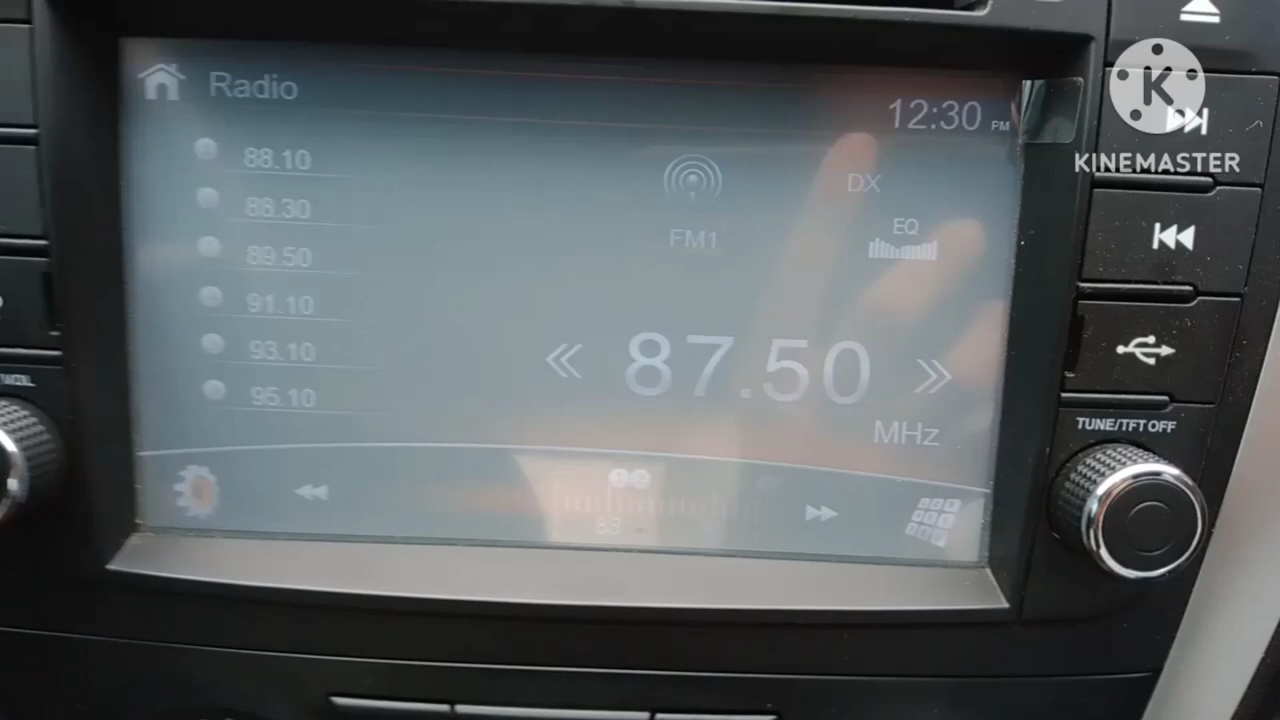 Radio
12:30 PM
88.10
88.30
89.50
91.10
93.10
95.10
DX
EQ
FM1
87.50
MHz
88
K
KINEMASTER
TUNE/TFT OFF